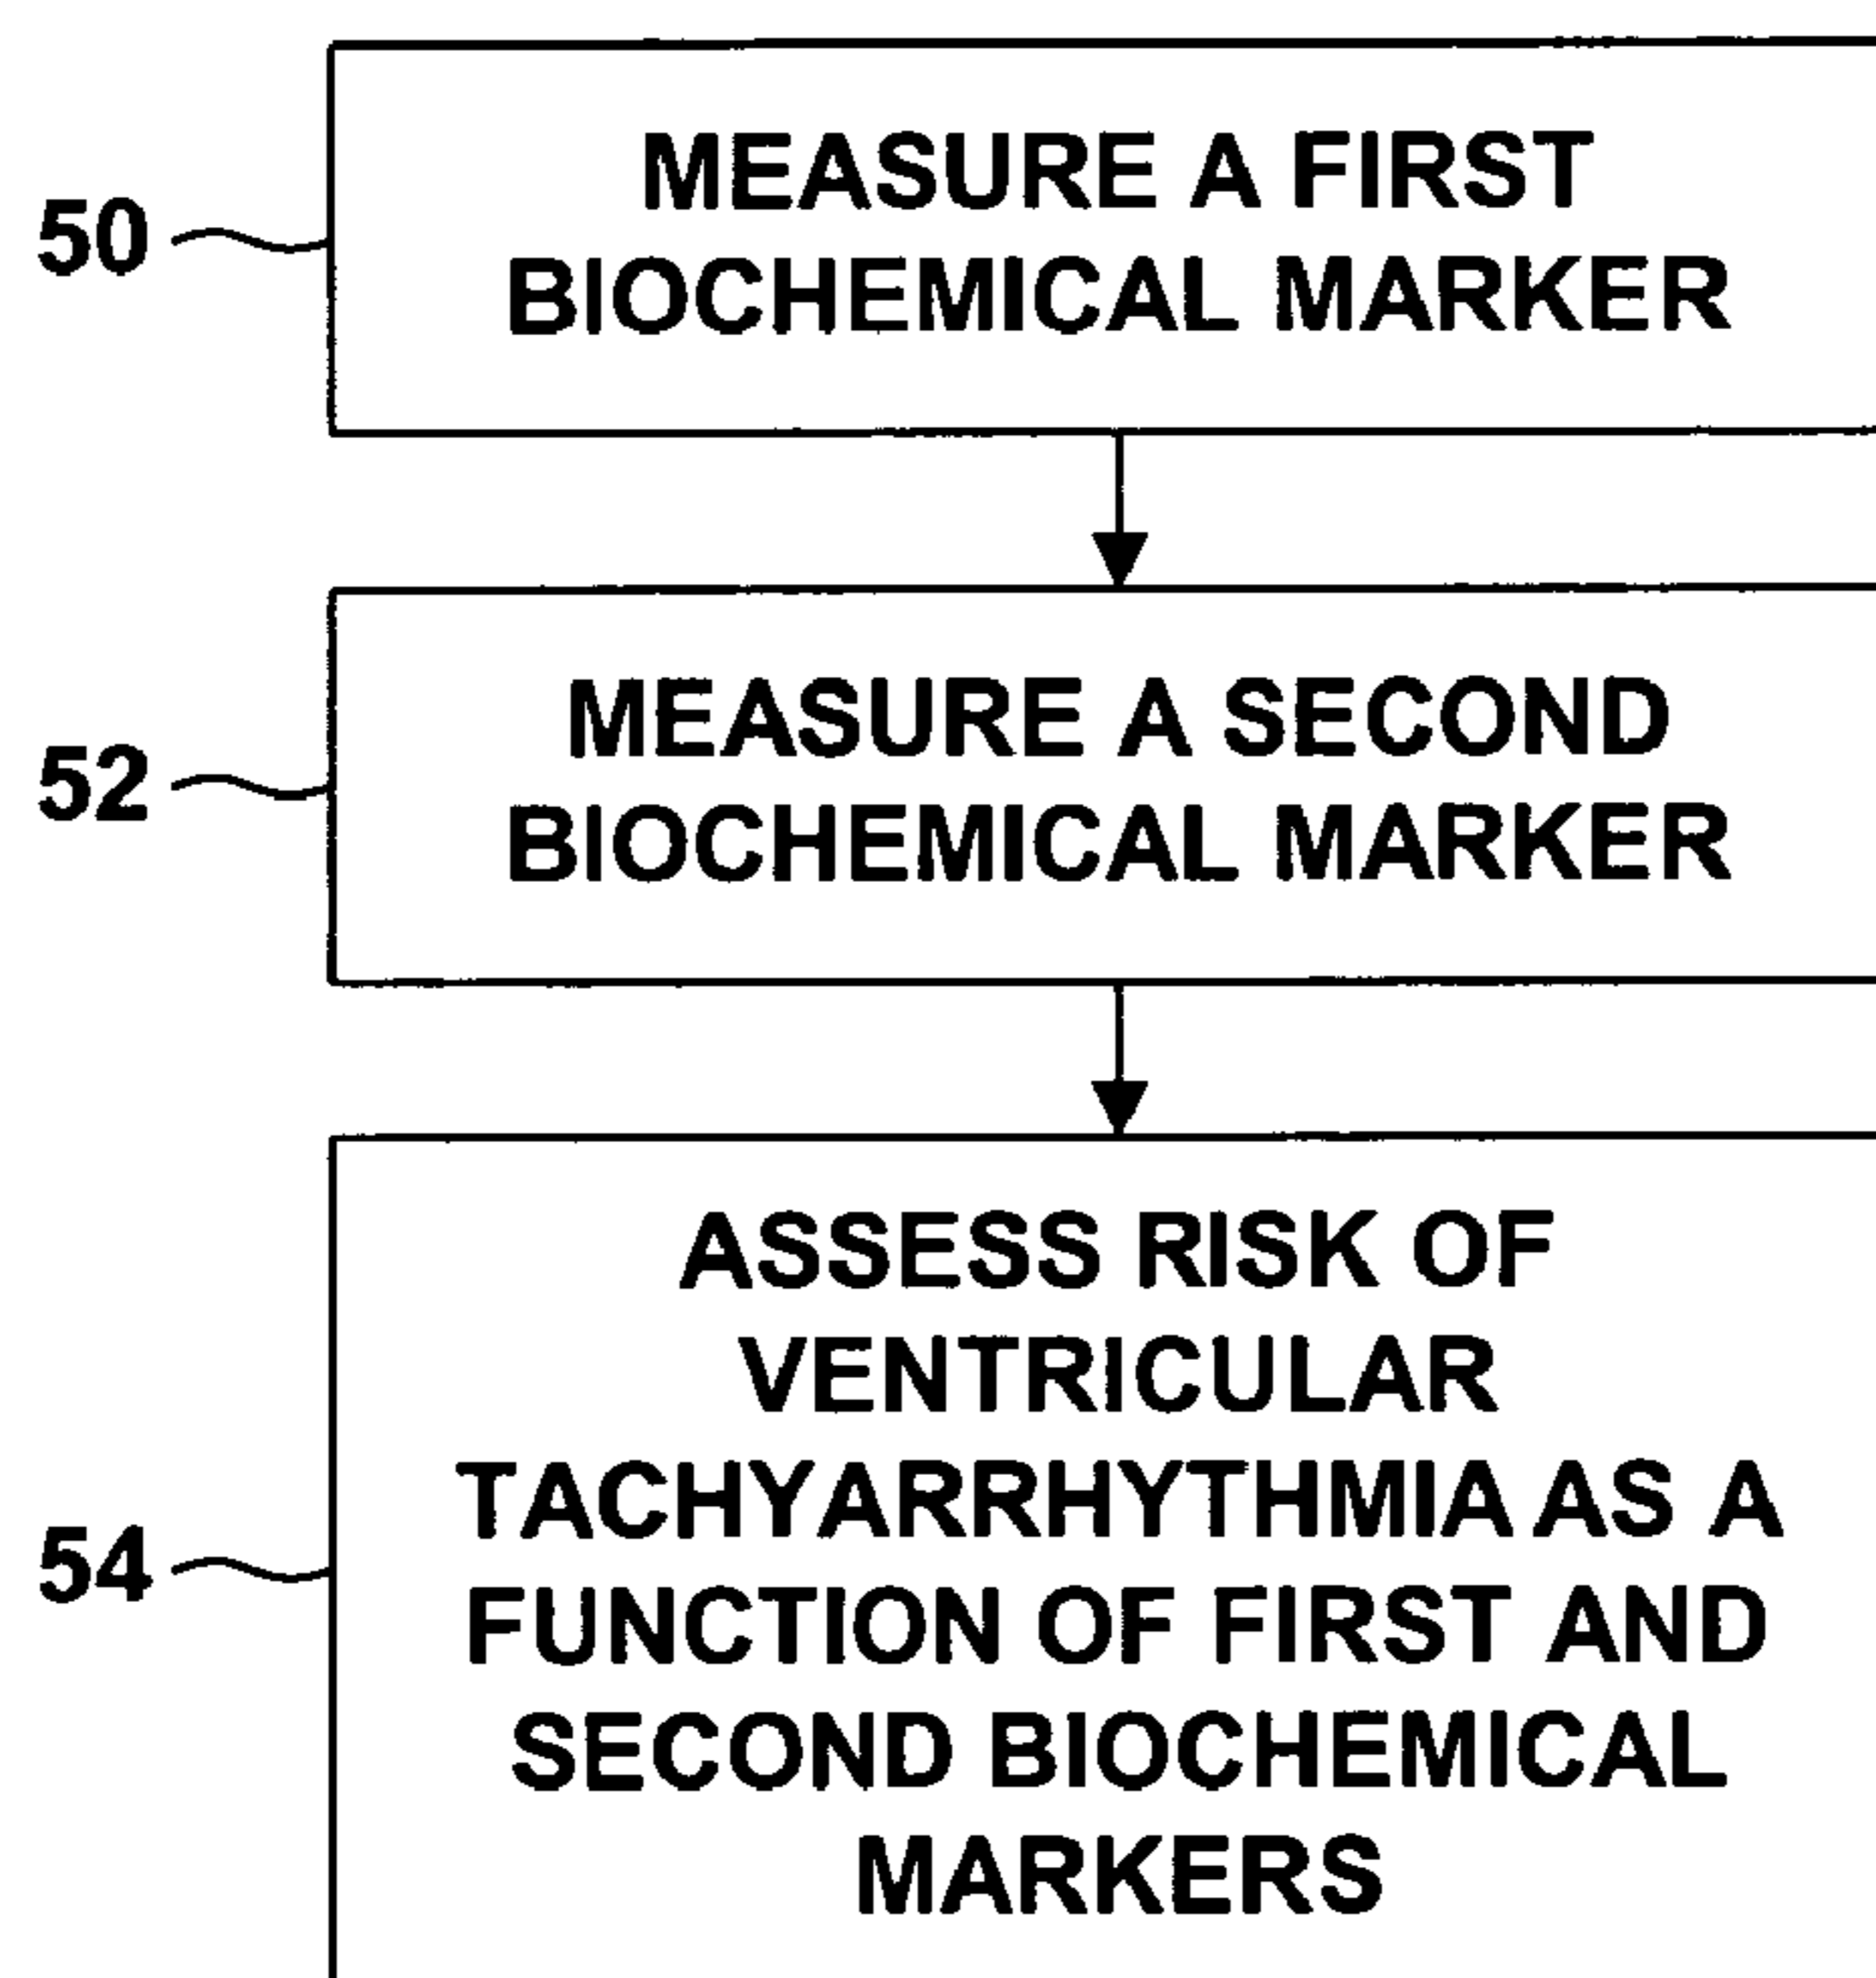 MEASURE A FIRST
50
BIOCHEMICAL MARKER
MEASURE A SECOND
52
BIOCHEMICAL MARKER
ASSESS RISK OF
VENTRICULAR
TACHYARRHYTHMIA AS A
54
FUNCTION OF FIRST AND
SECOND BIOCHEMICAL
MARKERS